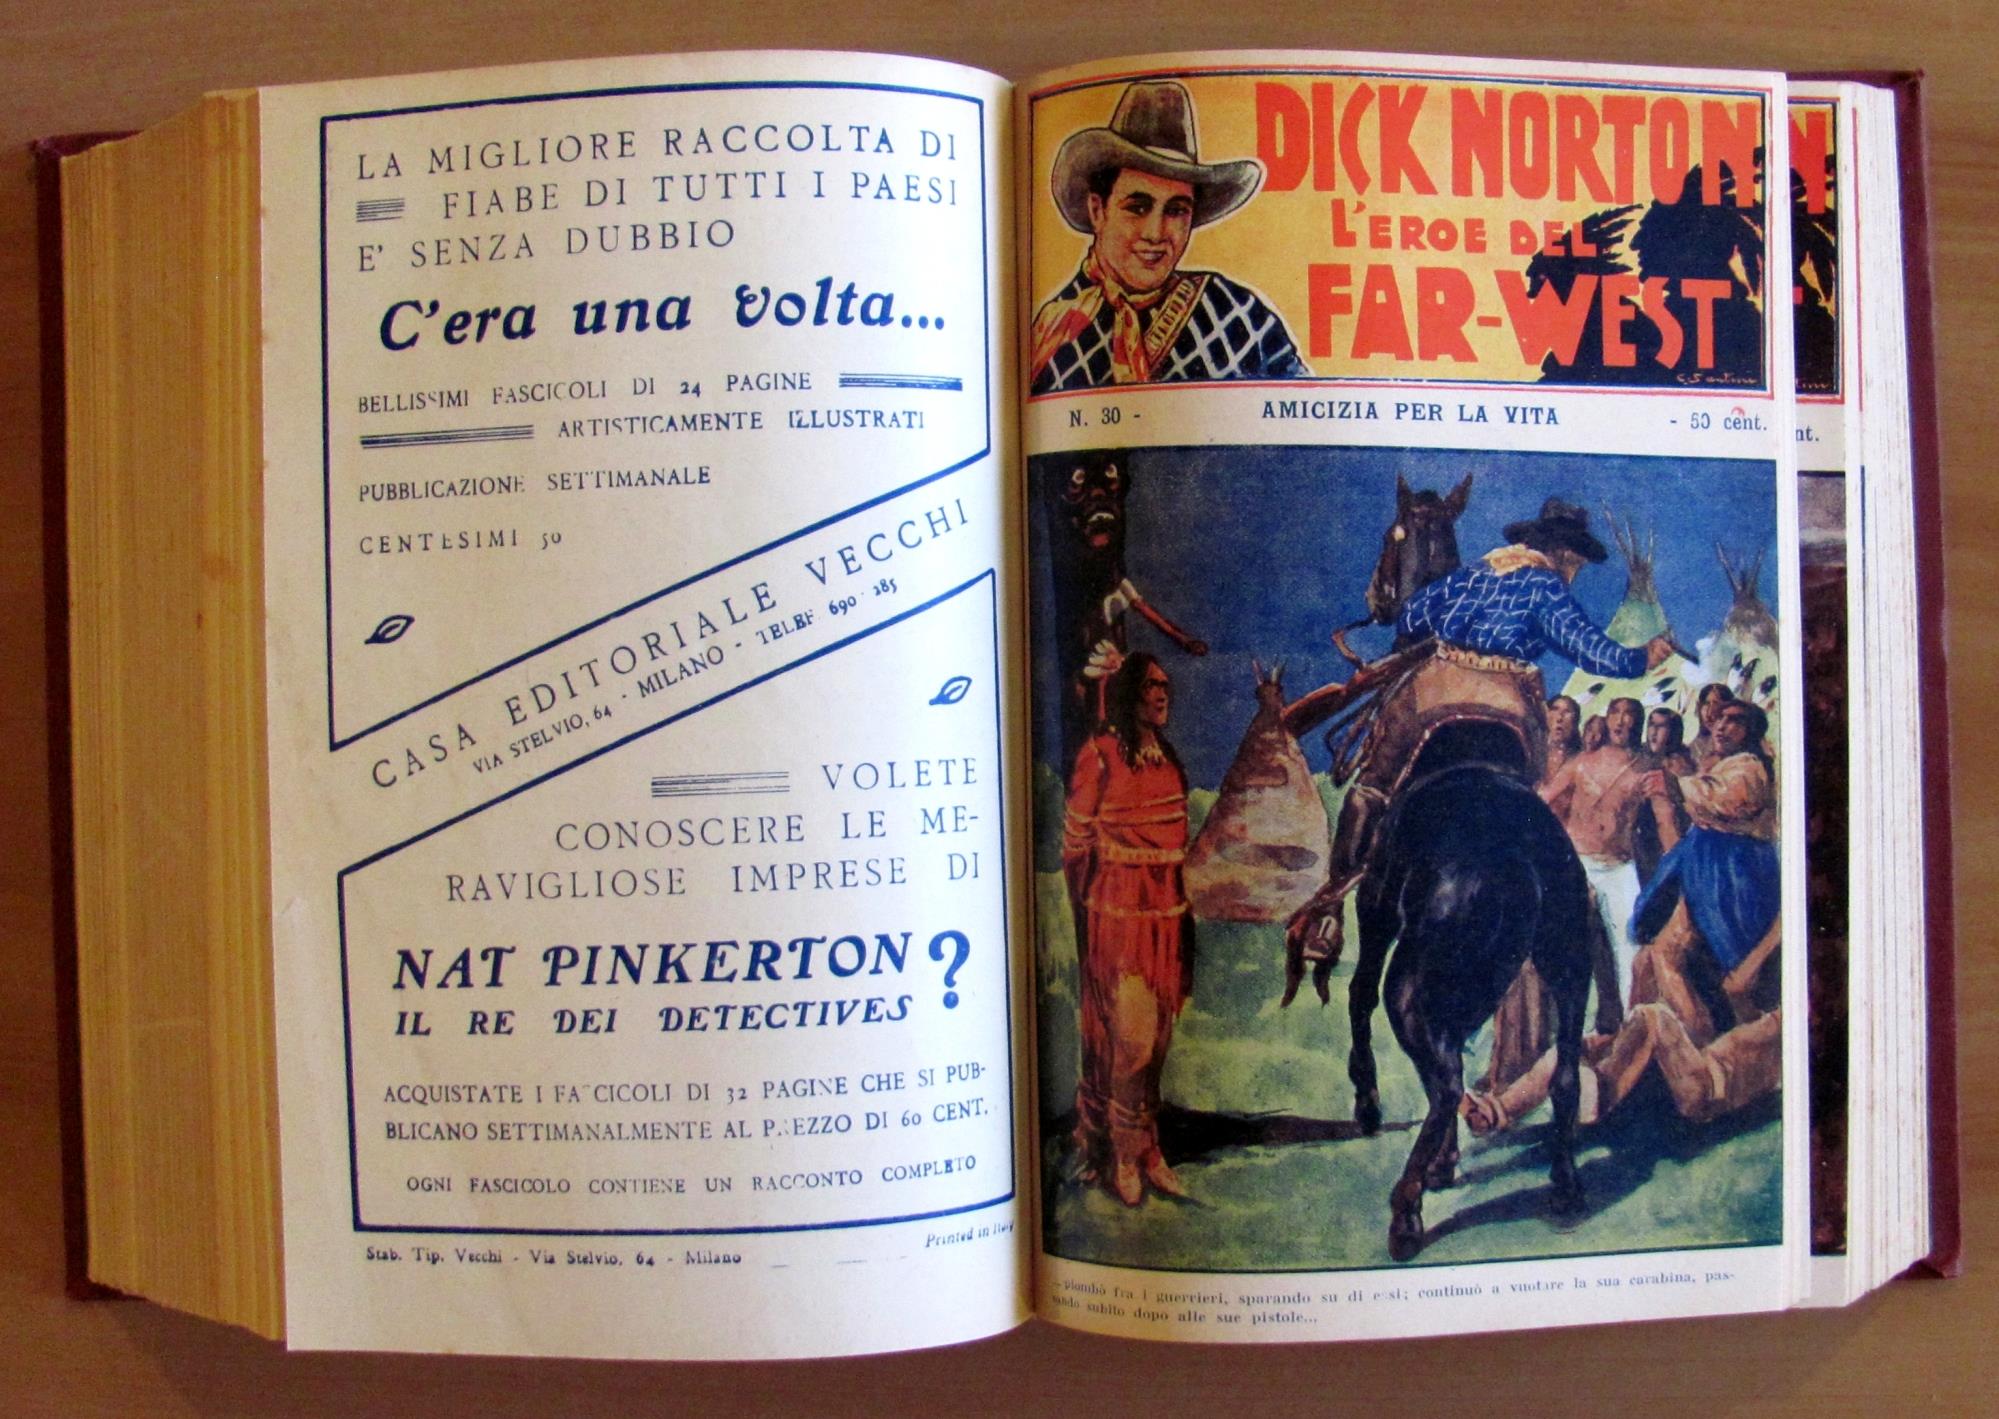 LA MIGLIORE RACCOLTA DI
FIABE DI TUTTI I PAESI
E' SENZA DUBBIO
C'era una volta...
BELLISSIMI FASCICOLI DI 24 PAGINE
ARTISTICAMENTE ILLUSTRATI
PUBBLICAZIONE SETTIMANALE
CENTESIMI 50
CASA EDITORIALE VECCHI
VIA STELVIO, 64 - MILANO - TELEF. 690-285
VOLETE
CONOSCERE LE ME-
RAVIGLIOSE IMPRESE DI
NAT PINKERTON ?
IL RE DEI DETECTIVES
ACQUISTATE I FASCICOLI DI 32 PAGINE CHE SI PUB-
BLICANO SETTIMANALMENTE AL PREZZO DI 60 CENT.
OGNI FASCICOLO CONTIENE UN RACCONTO COMPLETO
Stab. Tip. Vecchi - Via Stelvio, 64 - Milano
Printed in Italy
DICK NORTON
L'EROE DEL
FAR-WEST
N. 30 - AMICIZIA PER LA VITA - 50 cent.
- piombò fra i guerrieri, sparando su di essi; continuò a vuotare la sua carabina, pas-
sando subito dopo alle sue pistole...
N
nt.